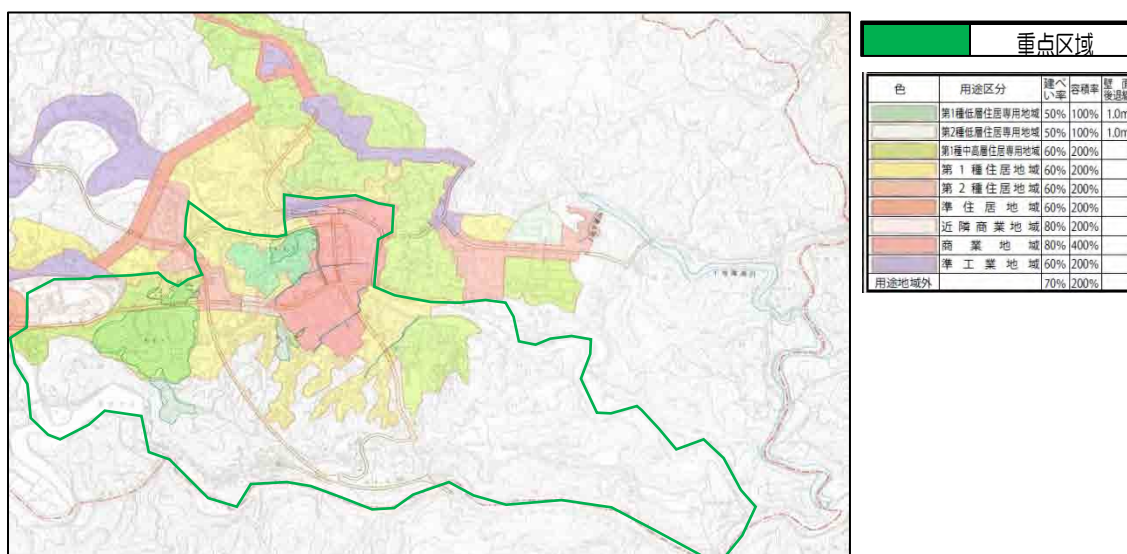 重点区域
色 用途区分 建ぺい率 容積率
第1種低層住居専用地域 50% 100% 1.0m
第2種低層住居専用地域 50% 100% 1.0m
第1種中高層住居専用地域 60% 200%
第1種住居地域 60% 200%
第2種住居地域 60% 200%
準住居地域 60% 200%
近隣商業地域 80% 200%
商業地域 80% 400%
準工業地域 60% 200%
用途地域外 70% 200%